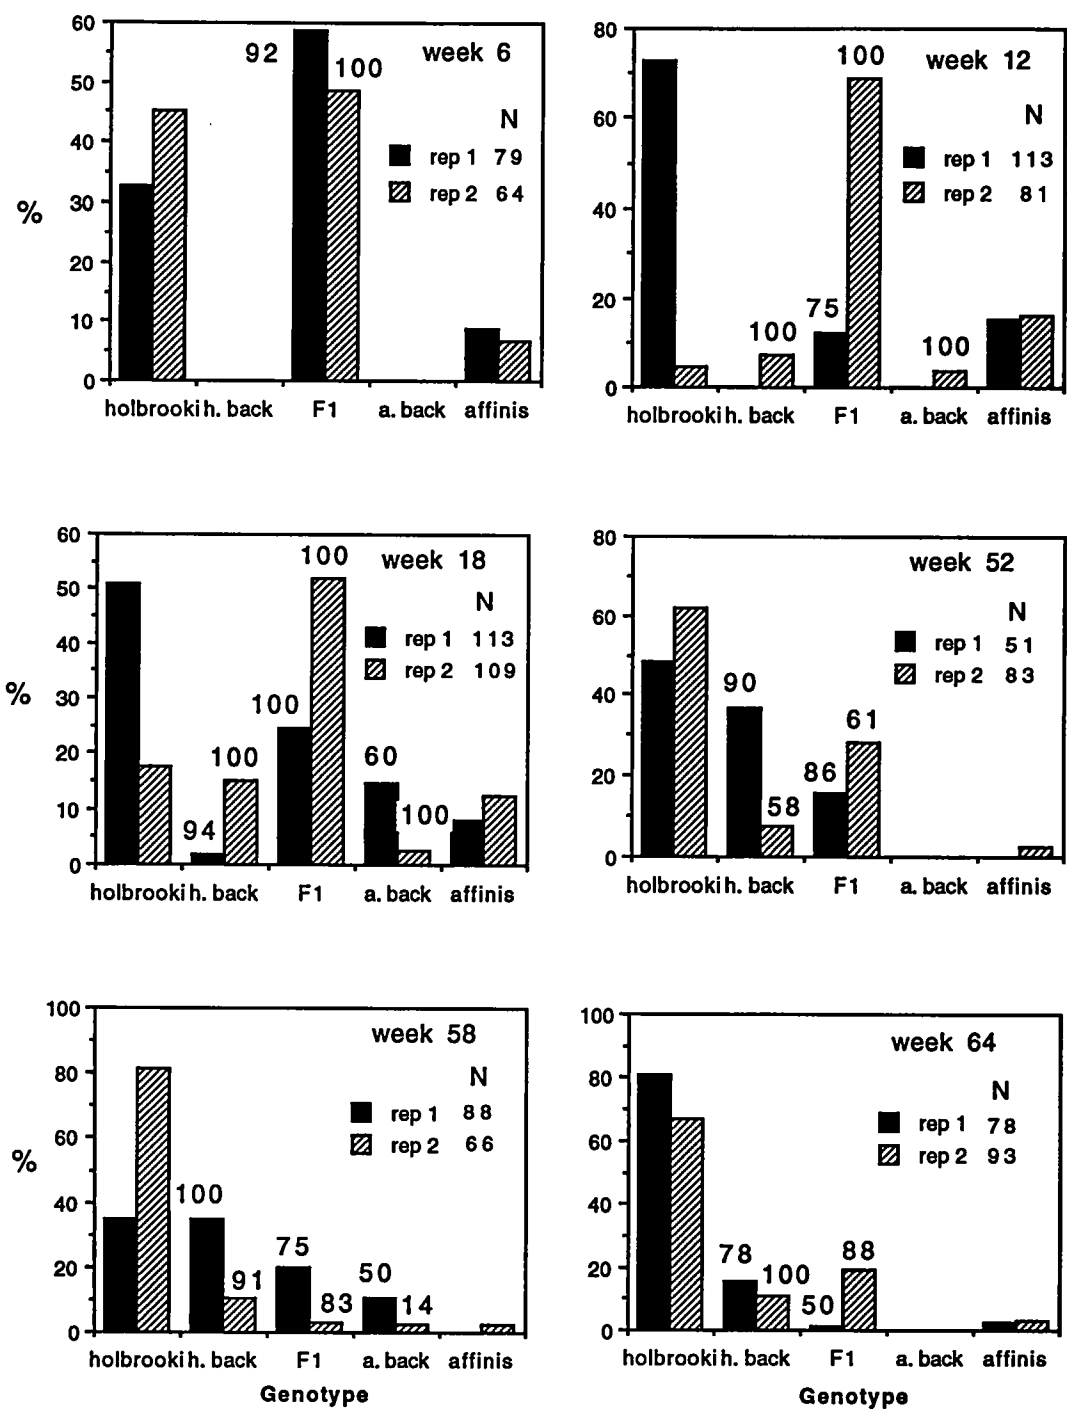 60
50
40
30
20
10
0
%
92
100
week 6
N
rep 1 79
rep 2 64
holbrooki h. back F1 a. back affinis
80
60
40
20
0
100
75
100
100
week 12
N
rep 1 113
rep 2 81
holbrooki h. back F1 a. back affinis
60
50
40
30
20
10
0
%
94
100
100
100
60
100
week 18
N
rep 1 113
rep 2 109
holbrooki h. back F1 a. back affinis
80
60
40
20
0
90
58
86
61
week 52
N
rep 1 51
rep 2 83
holbrooki h. back F1 a. back affinis
100
80
60
40
20
0
%
100
91
75
83
50
14
week 58
N
rep 1 88
rep 2 66
holbrooki h. back F1 a. back affinis
Genotype
100
80
60
40
20
0
78
100
50
88
week 64
N
rep 1 78
rep 2 93
holbrooki h. back F1 a. back affinis
Genotype